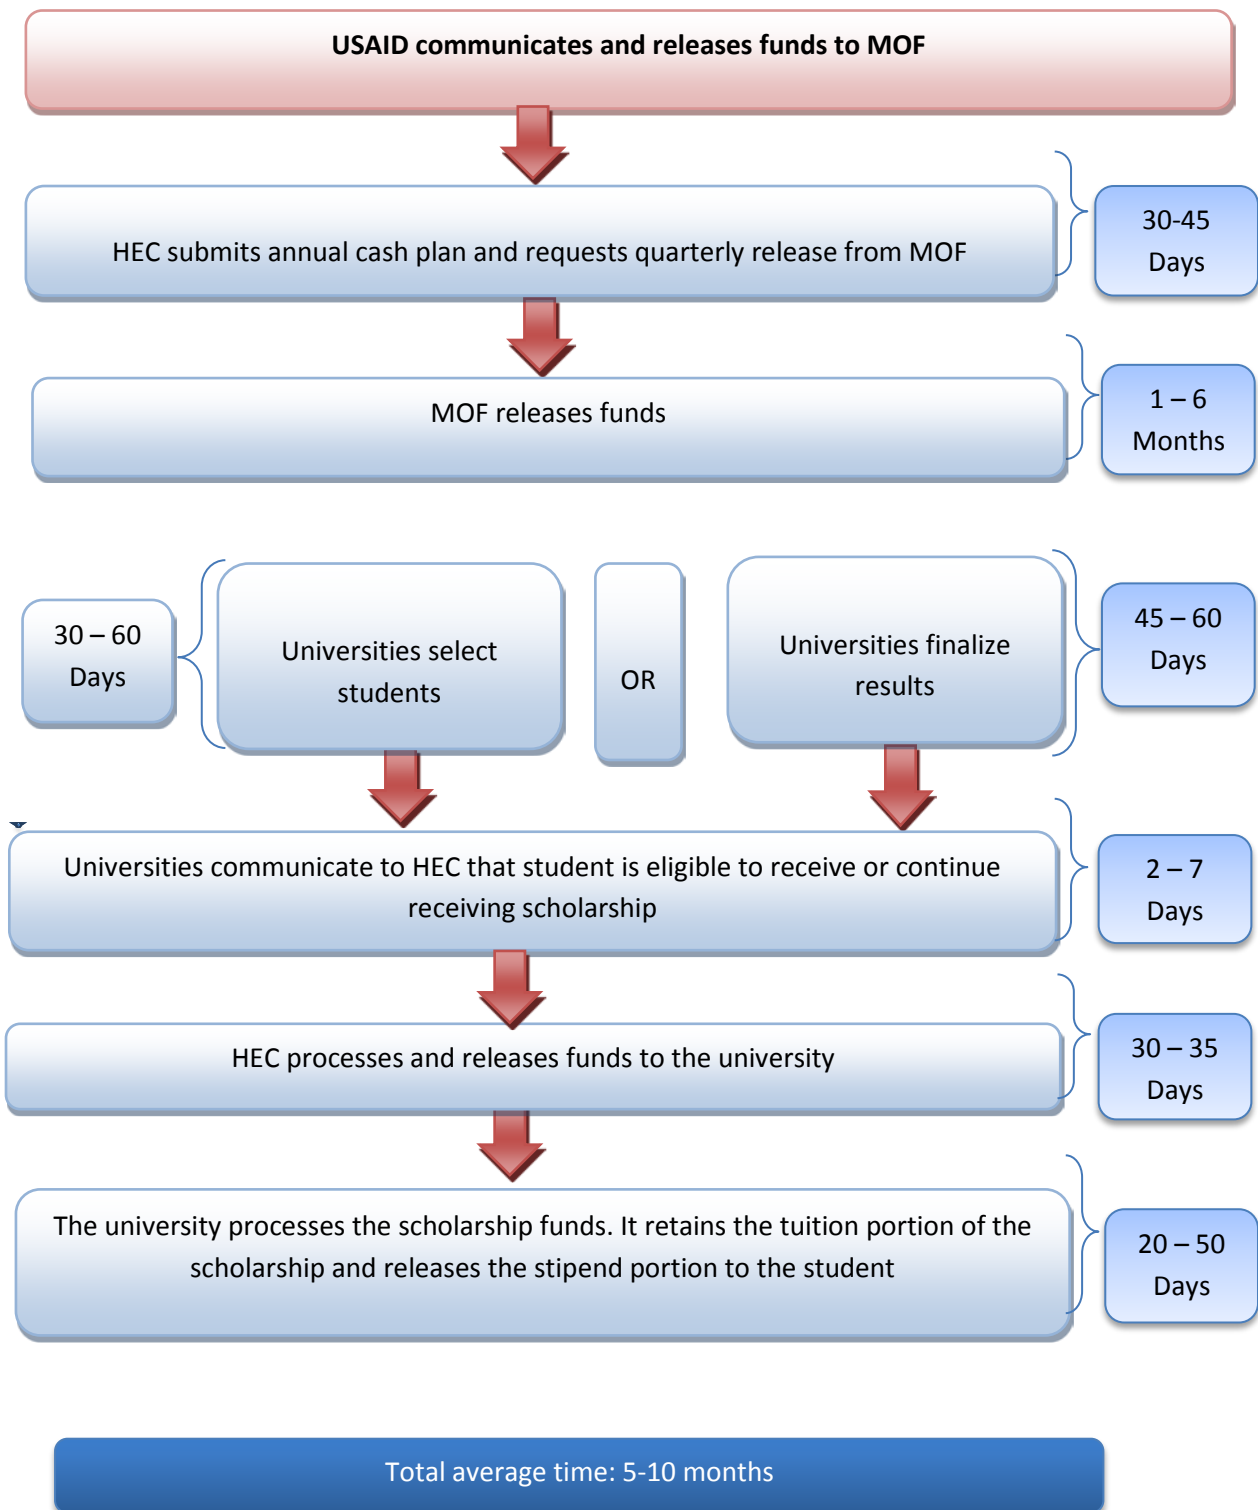 USAID communicates and releases funds to MOF
HEC submits annual cash plan and requests quarterly release from MOF
30-45
Days
MOF releases funds
1 – 6
Months
30 – 60
Days
Universities select
students
OR
Universities finalize
results
45 – 60
Days
Universities communicate to HEC that student is eligible to receive or continue
receiving scholarship
2 – 7
Days
HEC processes and releases funds to the university
30 – 35
Days
The university processes the scholarship funds. It retains the tuition portion of the
scholarship and releases the stipend portion to the student
20 – 50
Days
Total average time: 5-10 months